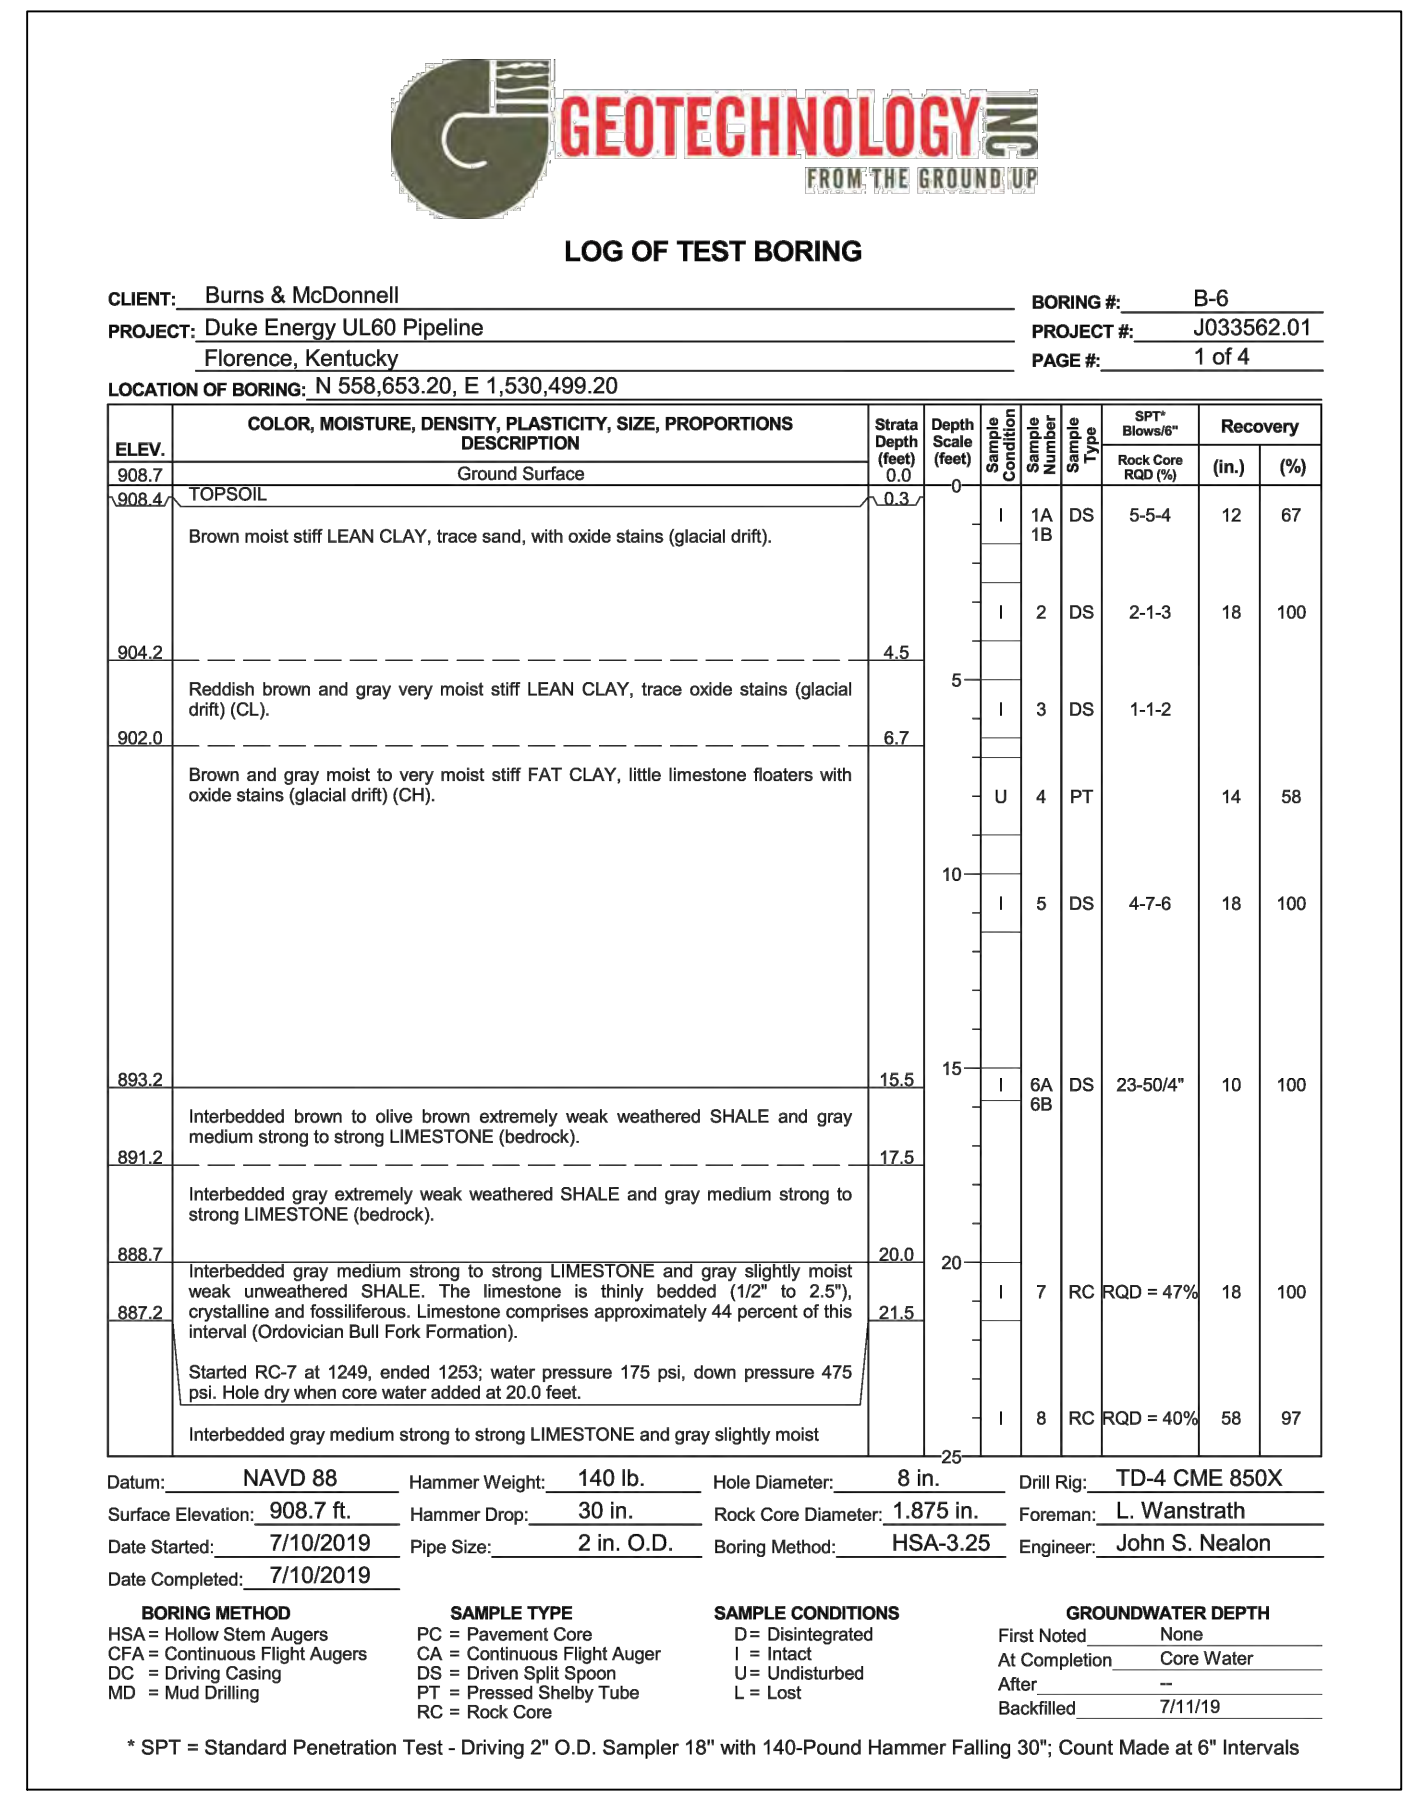 GEOTECHNOLOGY INC
FROM THE GROUND UP
LOG OF TEST BORING
CLIENT: Burns & McDonnell BORING #: B-6
PROJECT: Duke Energy UL60 Pipeline PROJECT #: J033562.01
Florence, Kentucky PAGE #: 1 of 4
LOCATION OF BORING: N 558,653.20, E 1,530,499.20
ELEV. COLOR, MOISTURE, DENSITY, PLASTICITY, SIZE, PROPORTIONS DESCRIPTION Strata Depth (feet) Depth Scale (feet) Sample Condition Sample Number Sample Type SPT* Blows/6" Rock Core RQD (%) Recovery (in.) (%)
908.7 Ground Surface 0.0 0
908.4 TOPSOIL 0.3
I 1A DS 5-5-4 12 67
1B
Brown moist stiff LEAN CLAY, trace sand, with oxide stains (glacial drift).
I 2 DS 2-1-3 18 100
904.2 4.5
5
Reddish brown and gray very moist stiff LEAN CLAY, trace oxide stains (glacial
drift) (CL).
I 3 DS 1-1-2
902.0 6.7
Brown and gray moist to very moist stiff FAT CLAY, little limestone floaters with
oxide stains (glacial drift) (CH).
U 4 PT 14 58
10
I 5 DS 4-7-6 18 100
15
893.2 15.5
I 6A DS 23-50/4" 10 100
6B
Interbedded brown to olive brown extremely weak weathered SHALE and gray
medium strong to strong LIMESTONE (bedrock).
891.2 17.5
Interbedded gray extremely weak weathered SHALE and gray medium strong to
strong LIMESTONE (bedrock).
888.7 20.0 20
Interbedded gray medium strong to strong LIMESTONE and gray slightly moist
weak unweathered SHALE. The limestone is thinly bedded (1/2" to 2.5"),
I 7 RC RQD = 47% 18 100
crystalline and fossiliferous. Limestone comprises approximately 44 percent of this
887.2 21.5
interval (Ordovician Bull Fork Formation).
Started RC-7 at 1249, ended 1253; water pressure 175 psi, down pressure 475
psi. Hole dry when core water added at 20.0 feet.
I 8 RC RQD = 40% 58 97
Interbedded gray medium strong to strong LIMESTONE and gray slightly moist
25
Datum: NAVD 88 Hammer Weight: 140 lb. Hole Diameter: 8 in. Drill Rig: TD-4 CME 850X
Surface Elevation: 908.7 ft. Hammer Drop: 30 in. Rock Core Diameter: 1.875 in. Foreman: L. Wanstrath
Date Started: 7/10/2019 Pipe Size: 2 in. O.D. Boring Method: HSA-3.25 Engineer: John S. Nealon
Date Completed: 7/10/2019
BORING METHOD SAMPLE TYPE SAMPLE CONDITIONS GROUNDWATER DEPTH
HSA = Hollow Stem Augers PC = Pavement Core D = Disintegrated First Noted None
CFA = Continuous Flight Augers CA = Continuous Flight Auger I = Intact At Completion Core Water
DC = Driving Casing DS = Driven Split Spoon U = Undisturbed After --
MD = Mud Drilling PT = Pressed Shelby Tube L = Lost Backfilled 7/11/19
RC = Rock Core
* SPT = Standard Penetration Test - Driving 2" O.D. Sampler 18" with 140-Pound Hammer Falling 30"; Count Made at 6" Intervals